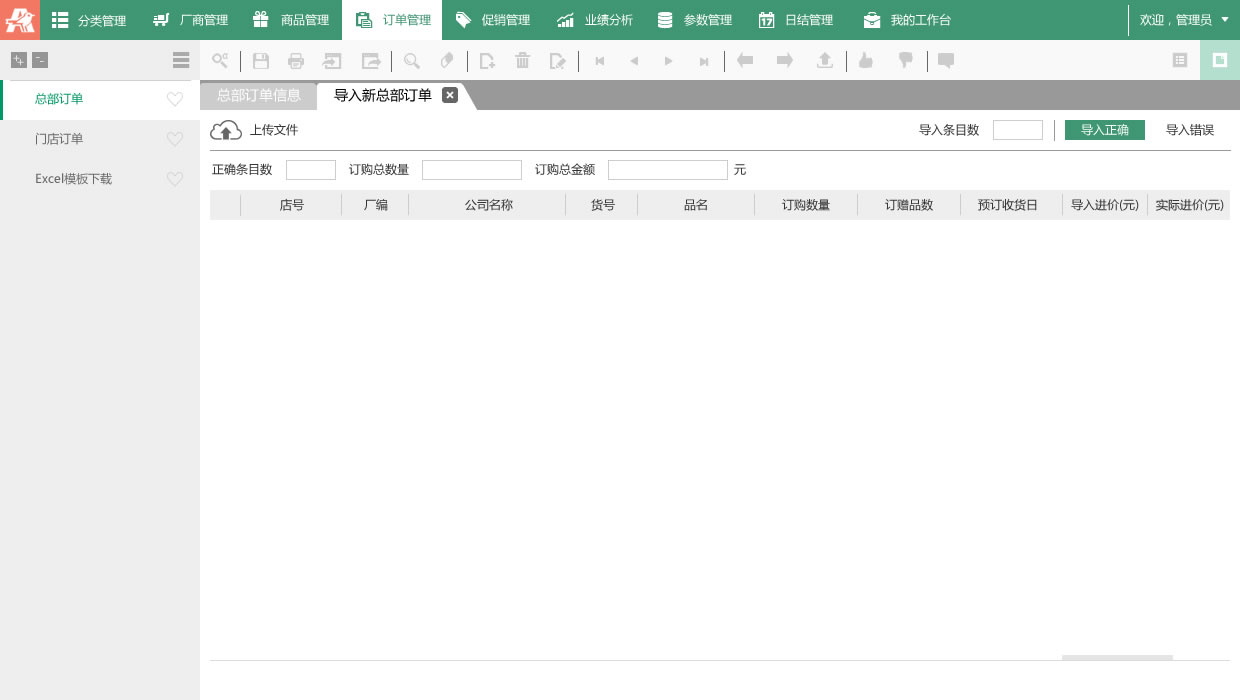 分类管理 厂商管理 商品管理 订单管理 促销管理 业绩分析 参数管理 17 日结管理 我的工作台 欢迎，管理员
总部订单
门店订单
Excel模板下载
总部订单信息 导入新总部订单
上传文件 导入条目数 导入正确 导入错误
正确条目数 订购总数量 订购总金额 元
店号 厂编 公司名称 货号 品名 订购数量 订赠品数 预订收货日 导入进价(元) 实际进价(元)